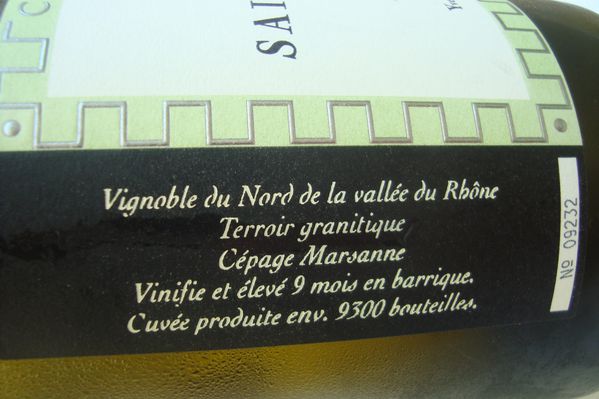 SAI
Vignoble du Nord de la vallée du Rhône
Terroir granitique
Cépage Marsanne
Vinifie et élevé 9 mois en barrique.
Cuvée produite env. 9300 bouteilles.
Nº 09232